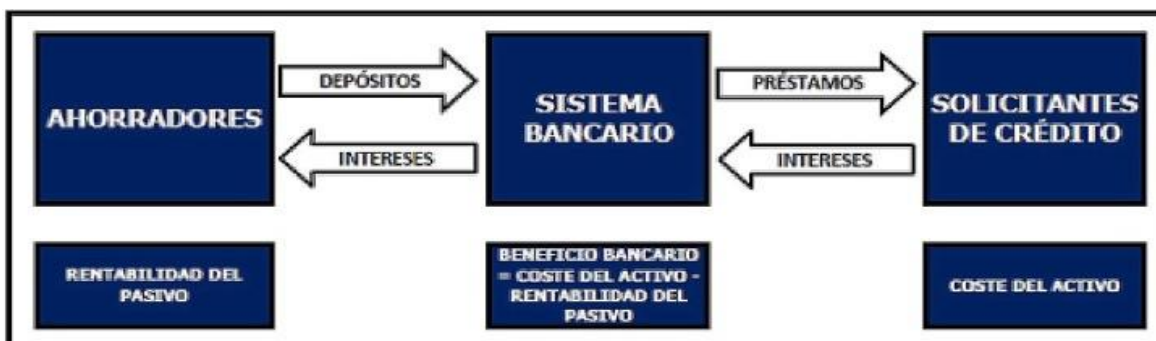 AHORRADORES
DEPÓSITOS
INTERESES
SISTEMA
BANCARIO
PRÉSTAMOS
INTERESES
SOLICITANTES
DE CRÉDITO
RENTABILIDAD DEL
PASIVO
BENEFICIO BANCARIO
= COSTE DEL ACTIVO -
RENTABILIDAD DEL
PASIVO
COSTE DEL ACTIVO